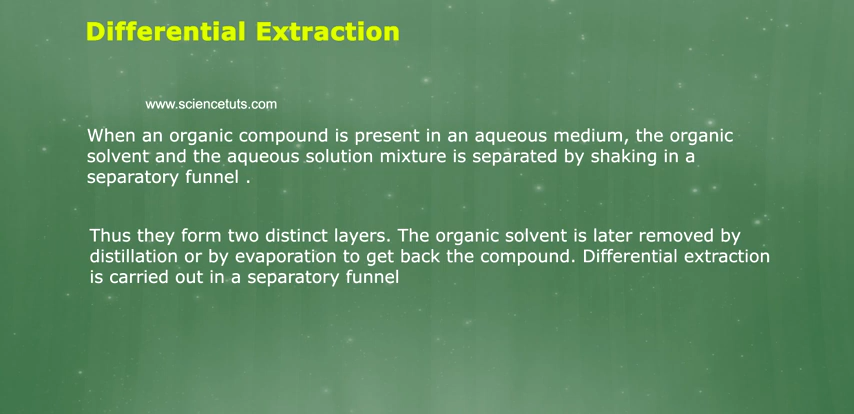 Differential Extraction
www.sciencetuts.com
When an organic compound is present in an aqueous medium, the organic
solvent and the aqueous solution mixture is separated by shaking in a
separatory funnel .
Thus they form two distinct layers. The organic solvent is later removed by
distillation or by evaporation to get back the compound. Differential extraction
is carried out in a separatory funnel